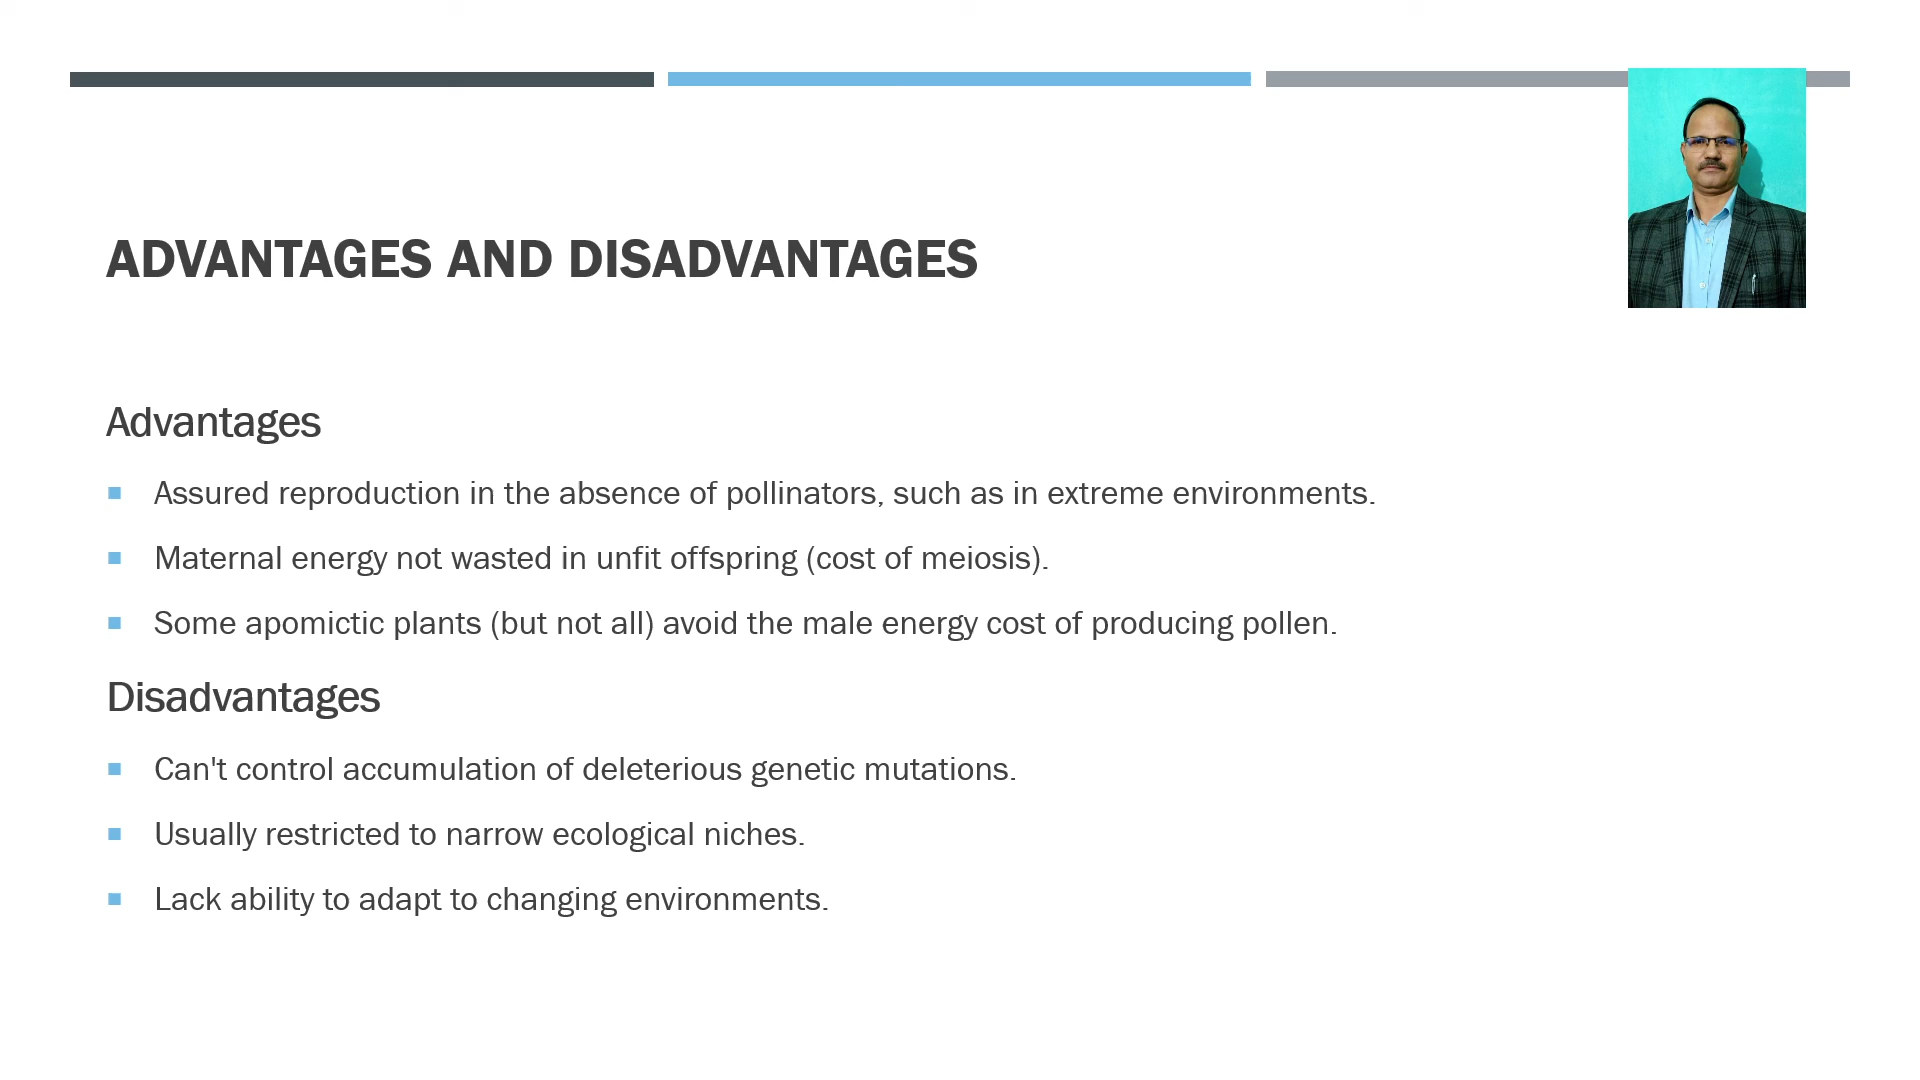 ADVANTAGES AND DISADVANTAGES
Advantages
Assured reproduction in the absence of pollinators, such as in extreme environments.
Maternal energy not wasted in unfit offspring (cost of meiosis).
Some apomictic plants (but not all) avoid the male energy cost of producing pollen.
Disadvantages
Can't control accumulation of deleterious genetic mutations.
Usually restricted to narrow ecological niches.
Lack ability to adapt to changing environments.